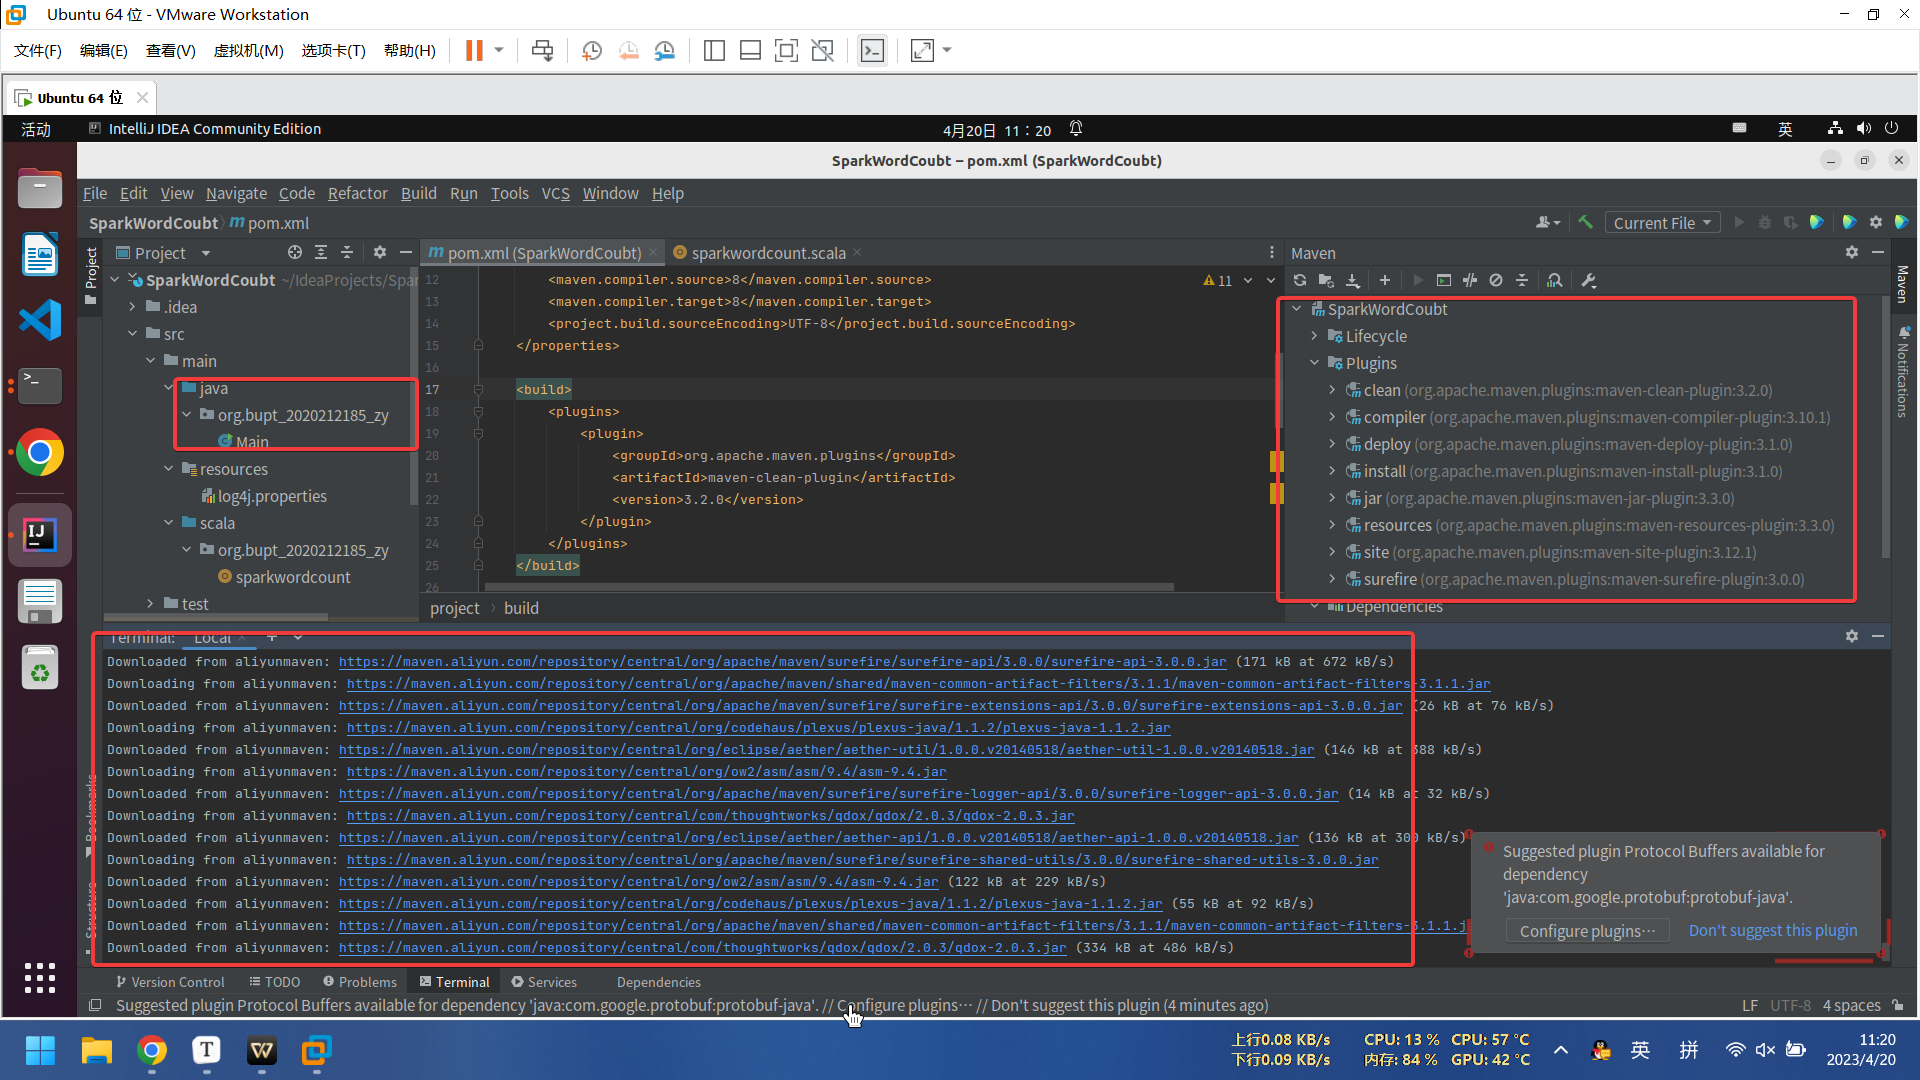 Ubuntu 64 位 - VMware Workstation
文件(F) 编辑(E) 查看(V) 虚拟机(M) 选项卡(T) 帮助(H)
Ubuntu 64 位
活动 IntelliJ IDEA Community Edition 4月20日 11：20 英
SparkWordCoubt – pom.xml (SparkWordCoubt)
File Edit View Navigate Code Refactor Build Run Tools VCS Window Help
SparkWordCoubt pom.xml Current File
Project
Project
SparkWordCoubt ~/IdeaProjects/Spar
.idea
src
main
java
org.bupt_2020212185_zy
Main
resources
log4j.properties
scala
org.bupt_2020212185_zy
sparkwordcount
test
pom.xml (SparkWordCoubt) sparkwordcount.scala
11
12 <maven.compiler.source>8</maven.compiler.source>
13 <maven.compiler.target>8</maven.compiler.target>
14 <project.build.sourceEncoding>UTF-8</project.build.sourceEncoding>
15 </properties>
16
17 <build>
18 <plugins>
19 <plugin>
20 <groupId>org.apache.maven.plugins</groupId>
21 <artifactId>maven-clean-plugin</artifactId>
22 <version>3.2.0</version>
23 </plugin>
24 </plugins>
25 </build>
26
project › build
Maven
Maven
Notifications
SparkWordCoubt
Lifecycle
Plugins
clean (org.apache.maven.plugins:maven-clean-plugin:3.2.0)
compiler (org.apache.maven.plugins:maven-compiler-plugin:3.10.1)
deploy (org.apache.maven.plugins:maven-deploy-plugin:3.1.0)
install (org.apache.maven.plugins:maven-install-plugin:3.1.0)
jar (org.apache.maven.plugins:maven-jar-plugin:3.3.0)
resources (org.apache.maven.plugins:maven-resources-plugin:3.3.0)
site (org.apache.maven.plugins:maven-site-plugin:3.12.1)
surefire (org.apache.maven.plugins:maven-surefire-plugin:3.0.0)
Dependencies
Terminal: Local
Downloaded from aliyunmaven: https://maven.aliyun.com/repository/central/org/apache/maven/surefire/surefire-api/3.0.0/surefire-api-3.0.0.jar (171 kB at 672 kB/s)
Downloading from aliyunmaven: https://maven.aliyun.com/repository/central/org/apache/maven/shared/maven-common-artifact-filters/3.1.1/maven-common-artifact-filters-3.1.1.jar
Downloaded from aliyunmaven: https://maven.aliyun.com/repository/central/org/apache/maven/surefire/surefire-extensions-api/3.0.0/surefire-extensions-api-3.0.0.jar (26 kB at 76 kB/s)
Downloading from aliyunmaven: https://maven.aliyun.com/repository/central/org/codehaus/plexus/plexus-java/1.1.2/plexus-java-1.1.2.jar
Downloaded from aliyunmaven: https://maven.aliyun.com/repository/central/org/eclipse/aether/aether-util/1.0.0.v20140518/aether-util-1.0.0.v20140518.jar (146 kB at 388 kB/s)
Downloading from aliyunmaven: https://maven.aliyun.com/repository/central/org/ow2/asm/asm/9.4/asm-9.4.jar
Downloaded from aliyunmaven: https://maven.aliyun.com/repository/central/org/apache/maven/surefire/surefire-logger-api/3.0.0/surefire-logger-api-3.0.0.jar (14 kB at 32 kB/s)
Downloading from aliyunmaven: https://maven.aliyun.com/repository/central/com/thoughtworks/qdox/qdox/2.0.3/qdox-2.0.3.jar
Downloaded from aliyunmaven: https://maven.aliyun.com/repository/central/org/eclipse/aether/aether-api/1.0.0.v20140518/aether-api-1.0.0.v20140518.jar (136 kB at 300 kB/s)
Downloading from aliyunmaven: https://maven.aliyun.com/repository/central/org/apache/maven/surefire/surefire-shared-utils/3.0.0/surefire-shared-utils-3.0.0.jar
Downloaded from aliyunmaven: https://maven.aliyun.com/repository/central/org/ow2/asm/asm/9.4/asm-9.4.jar (122 kB at 229 kB/s)
Downloaded from aliyunmaven: https://maven.aliyun.com/repository/central/org/codehaus/plexus/plexus-java/1.1.2/plexus-java-1.1.2.jar (55 kB at 92 kB/s)
Downloaded from aliyunmaven: https://maven.aliyun.com/repository/central/org/apache/maven/shared/maven-common-artifact-filters/3.1.1/maven-common-artifact-filters-3.1.1.j
Downloaded from aliyunmaven: https://maven.aliyun.com/repository/central/com/thoughtworks/qdox/qdox/2.0.3/qdox-2.0.3.jar (334 kB at 486 kB/s)
Bookmarks
Structure
Suggested plugin Protocol Buffers available for
dependency
'java:com.google.protobuf:protobuf-java'.
Configure plugins… Don't suggest this plugin
Version Control TODO Problems Terminal Services Dependencies
Suggested plugin Protocol Buffers available for dependency 'java:com.google.protobuf:protobuf-java'. // Configure plugins… // Don't suggest this plugin (4 minutes ago) LF UTF-8 4 spaces
上行0.08 KB/s CPU: 13 % CPU: 57 °C
下行0.09 KB/s 内存: 84 % GPU: 42 °C
英 拼
11:20
2023/4/20